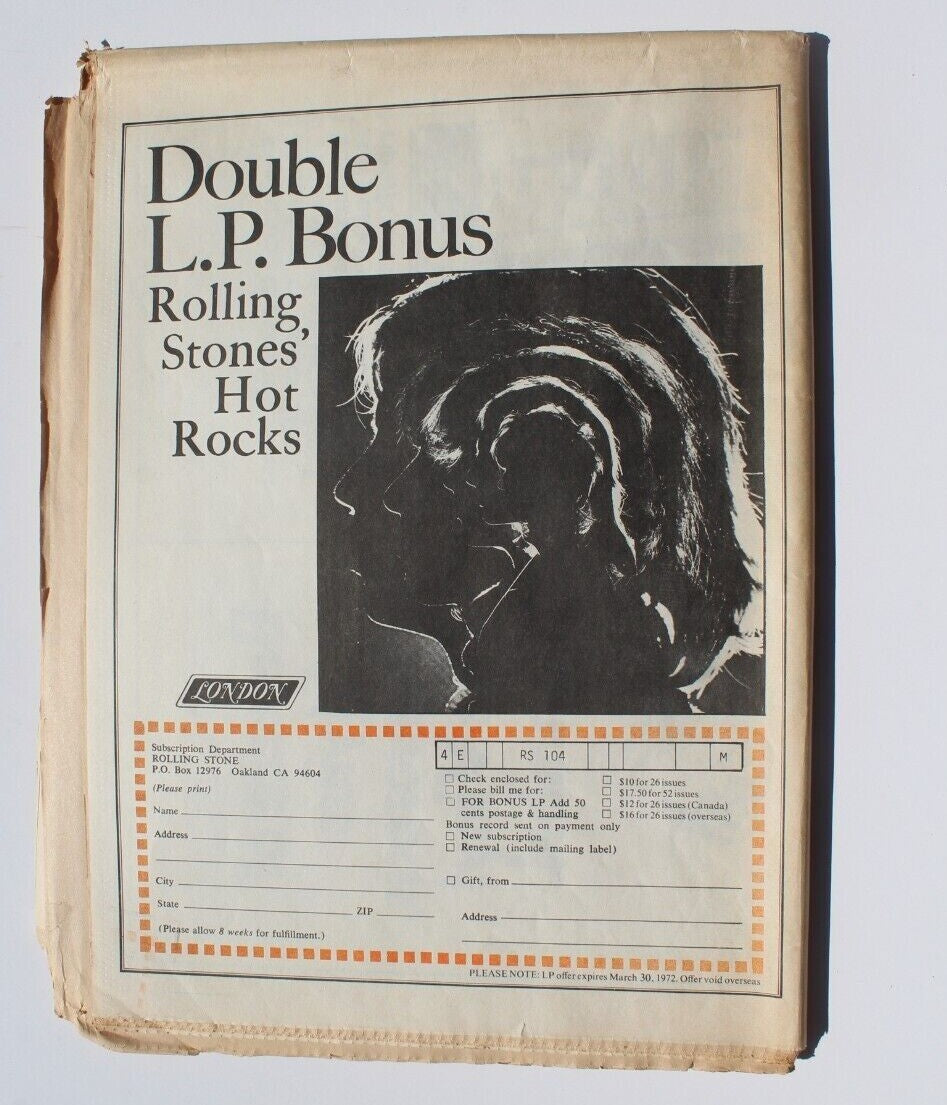 Double
L.P. Bonus
Rolling
Stones'
Hot
Rocks
LONDON
Subscription Department
ROLLING STONE
P.O. Box 12976 Oakland CA 94604
(Please print)
Name
Address
City
State ZIP
(Please allow 8 weeks for fulfillment.)
4 E RS 104 M
Check enclosed for:
Please bill me for:
FOR BONUS LP Add 50
cents postage & handling
$10 for 26 issues
$17.50 for 52 issues
$12 for 26 issues (Canada)
$16 for 26 issues (overseas)
Bonus record sent on payment only
New subscription
Renewal (include mailing label)
Gift, from
Address
PLEASE NOTE: LP offer expires March 30, 1972. Offer void overseas